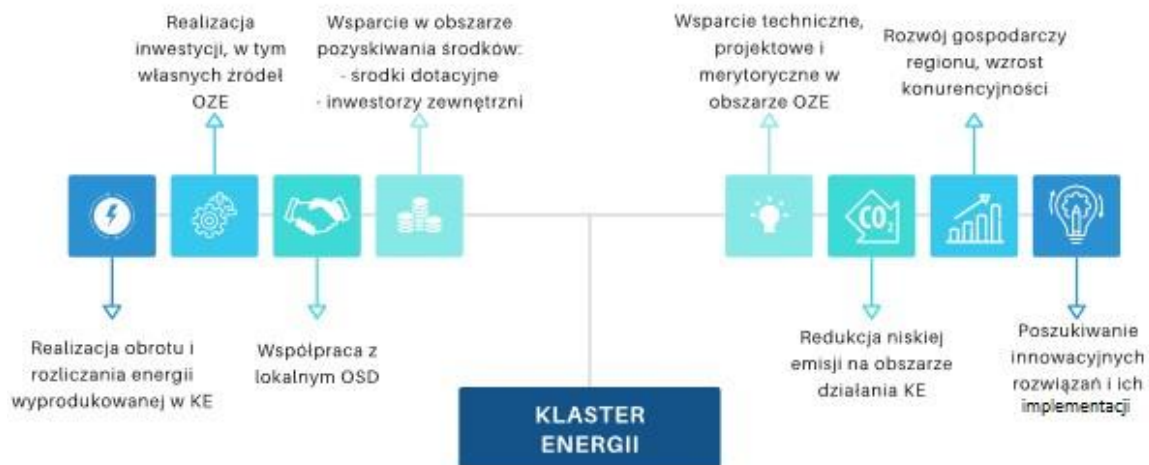 Realizacja
inwestycji, w tym
własnych źródeł
OZE
Wsparcie w obszarze
pozyskiwania środków:
- środki dotacyjne
- inwestorzy zewnętrzni
Wsparcie techniczne,
projektowe i
merytoryczne w
obszarze OZE
Rozwój gospodarczy
regionu, wzrost
konurencyjności
CO2
Realizacja obrotu i
rozliczania energii
wyprodukowanej w KE
Współpraca z
lokalnym OSD
Redukcja niskiej
emisji na obszarze
działania KE
Poszukiwanie
innowacyjnych
rozwiązań i ich
implementacji
KLASTER
ENERGII